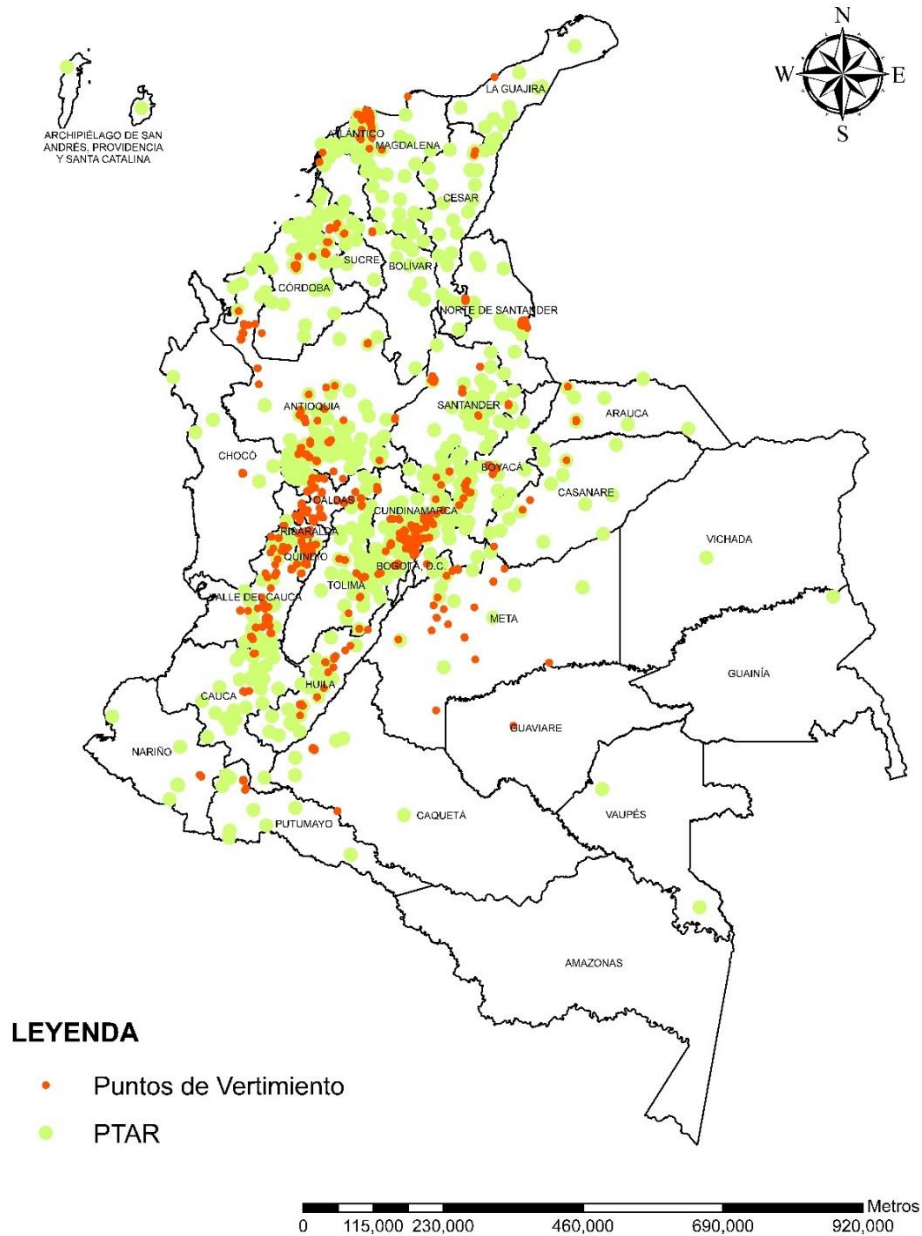 N
W E
S
ARCHIPIÉLAGO DE SAN
ANDRÉS, PROVIDENCIA
Y SANTA CATALINA
LA GUAJIRA
ATLÁNTICO
MAGDALENA
CESAR
SUCRE
BOLÍVAR
CÓRDOBA
NORTE DE SANTANDER
ANTIOQUIA
SANTANDER
ARAUCA
CHOCÓ
BOYACÁ
CASANARE
CALDAS
CUNDINAMARCA
RISARALDA
VICHADA
QUINDIO
BOGOTÁ, D.C.
TOLIMA
VALLE DEL CAUCA
META
GUAINÍA
HUILA
CAUCA
GUAVIARE
NARIÑO
CAQUETÁ
VAUPÉS
PUTUMAYO
AMAZONAS
LEYENDA
Puntos de Vertimiento
PTAR
Metros
0 115,000 230,000 460,000 690,000 920,000